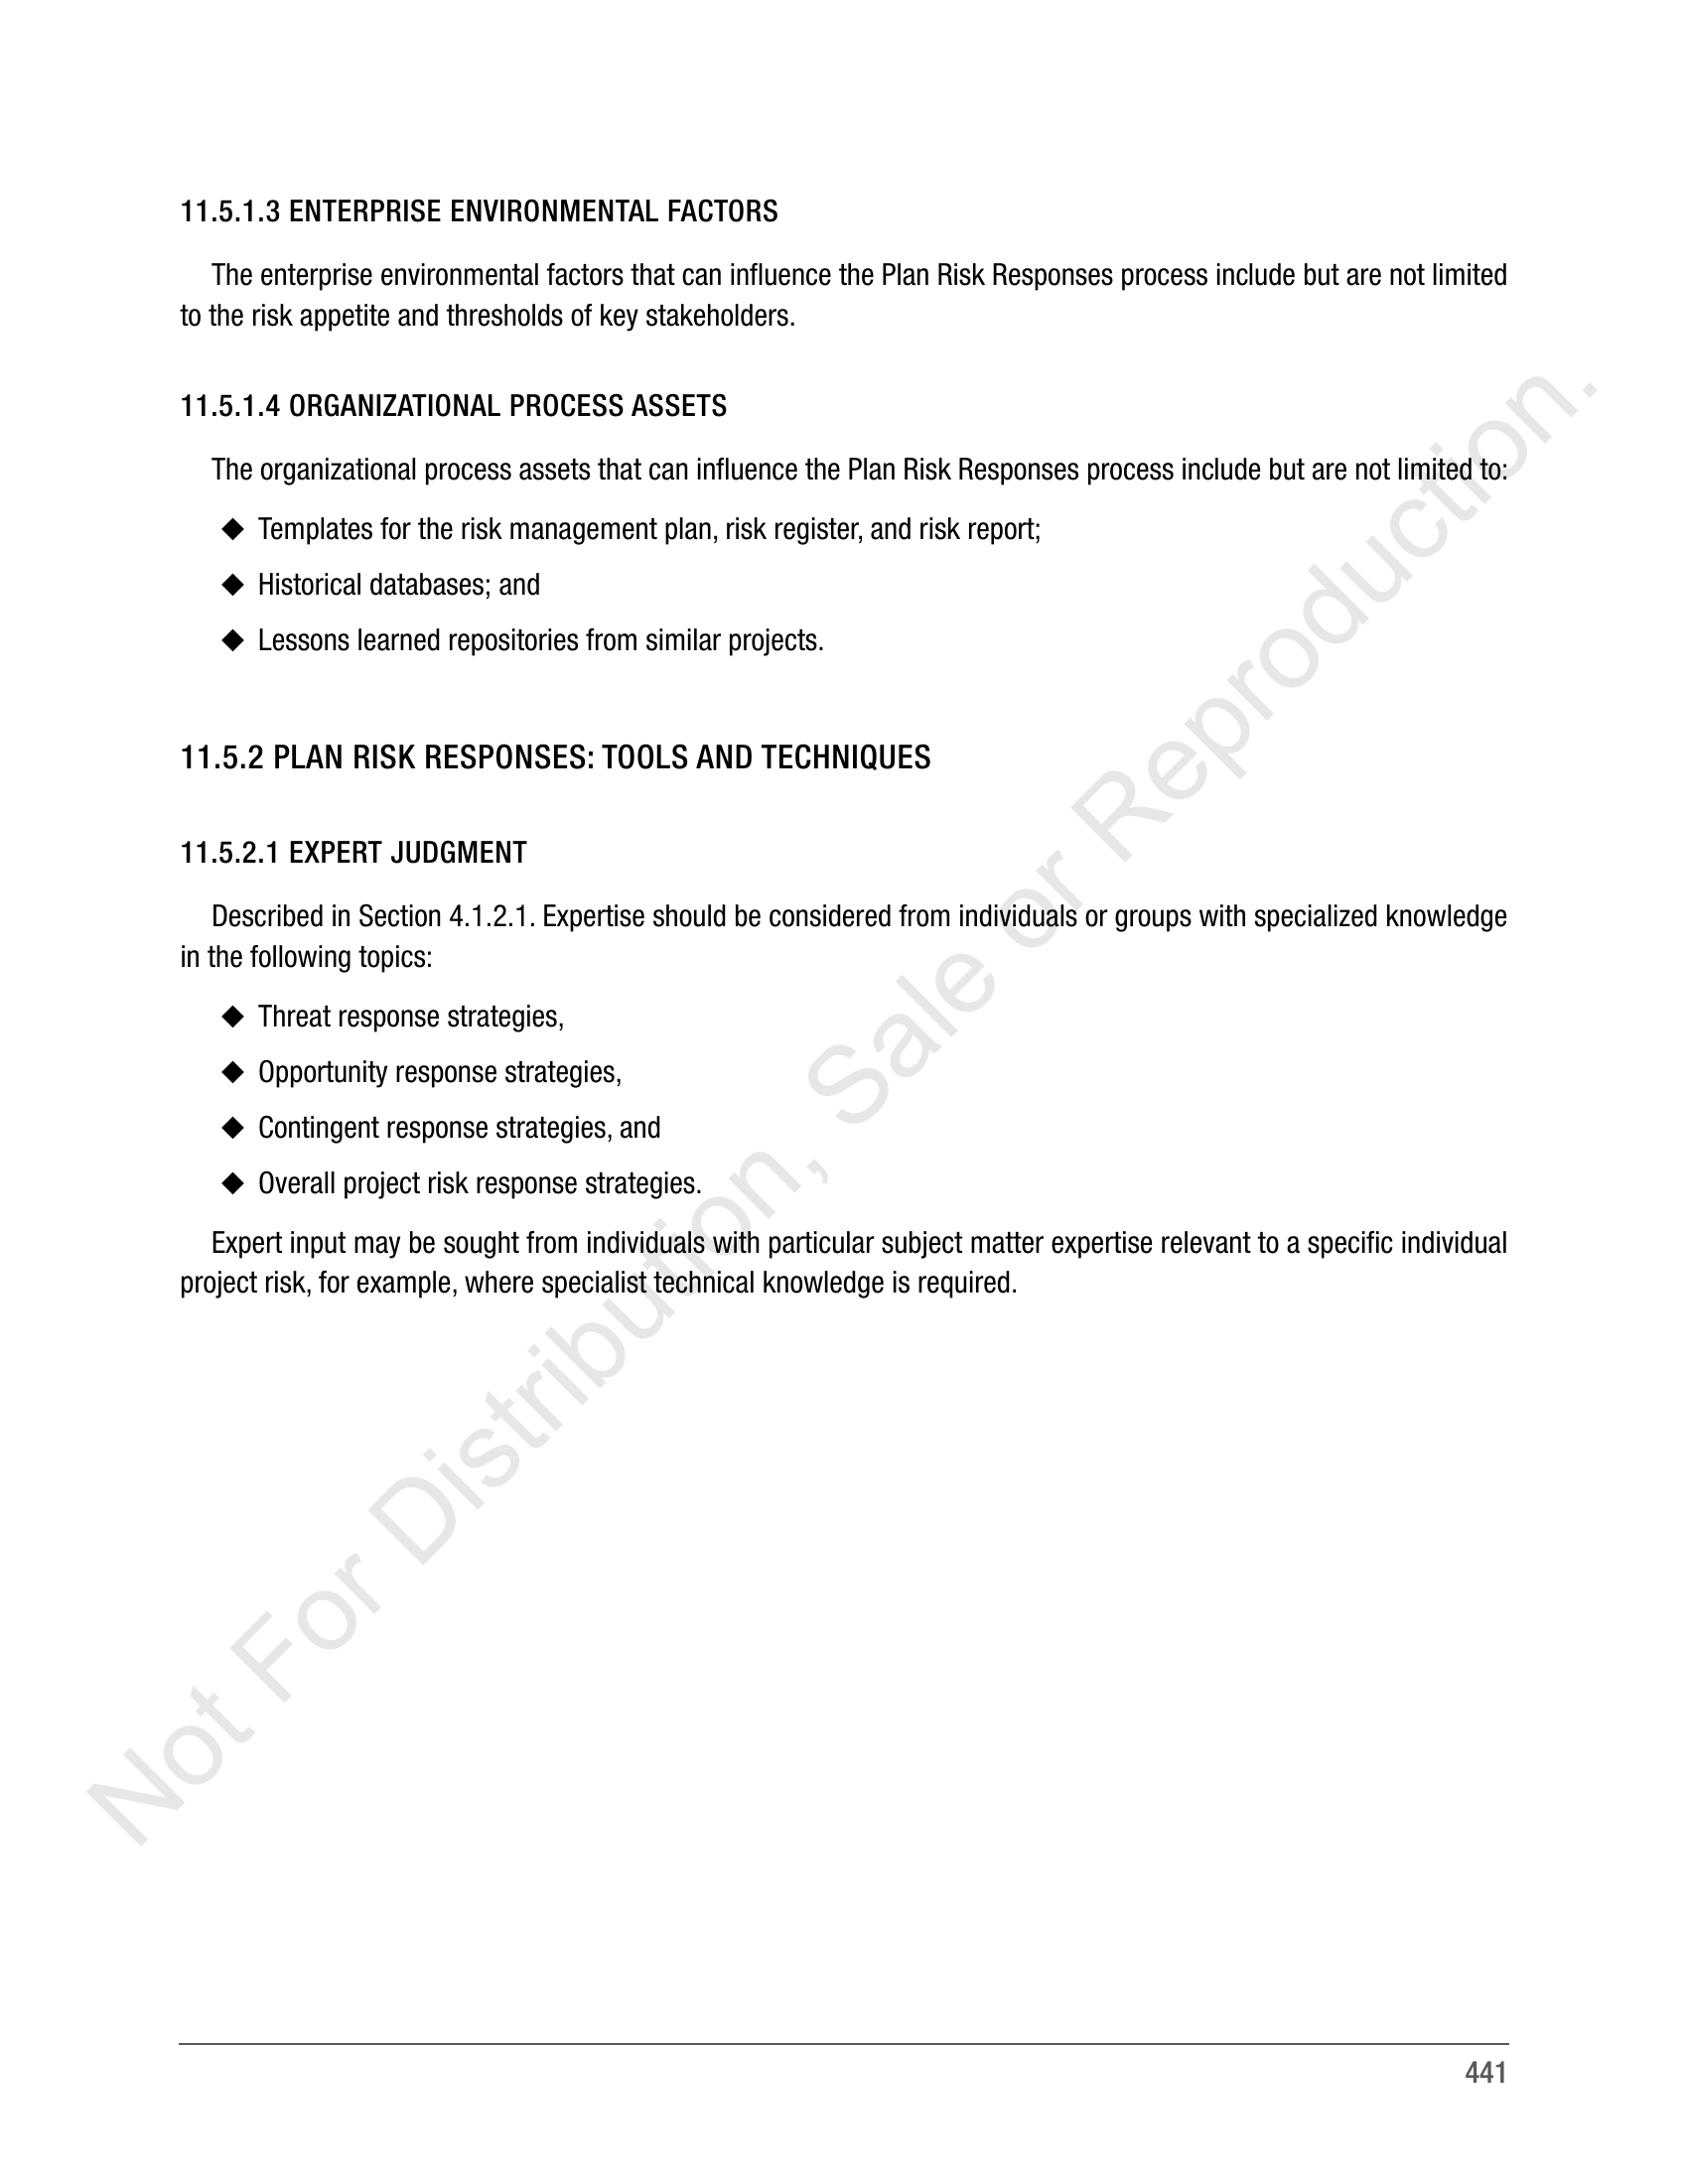 11.5.1.3 ENTERPRISE ENVIRONMENTAL FACTORS
The enterprise environmental factors that can influence the Plan Risk Responses process include but are not limited
to the risk appetite and thresholds of key stakeholders.
11.5.1.4 ORGANIZATIONAL PROCESS ASSETS
The organizational process assets that can influence the Plan Risk Responses process include but are not limited to:
◆ Templates for the risk management plan, risk register, and risk report;
◆ Historical databases; and
◆ Lessons learned repositories from similar projects.
11.5.2 PLAN RISK RESPONSES: TOOLS AND TECHNIQUES
11.5.2.1 EXPERT JUDGMENT
Described in Section 4.1.2.1. Expertise should be considered from individuals or groups with specialized knowledge
in the following topics:
◆ Threat response strategies,
◆ Opportunity response strategies,
◆ Contingent response strategies, and
◆ Overall project risk response strategies.
Expert input may be sought from individuals with particular subject matter expertise relevant to a specific individual
project risk, for example, where specialist technical knowledge is required.
Not For Distribution, Sale or Reproduction.
441